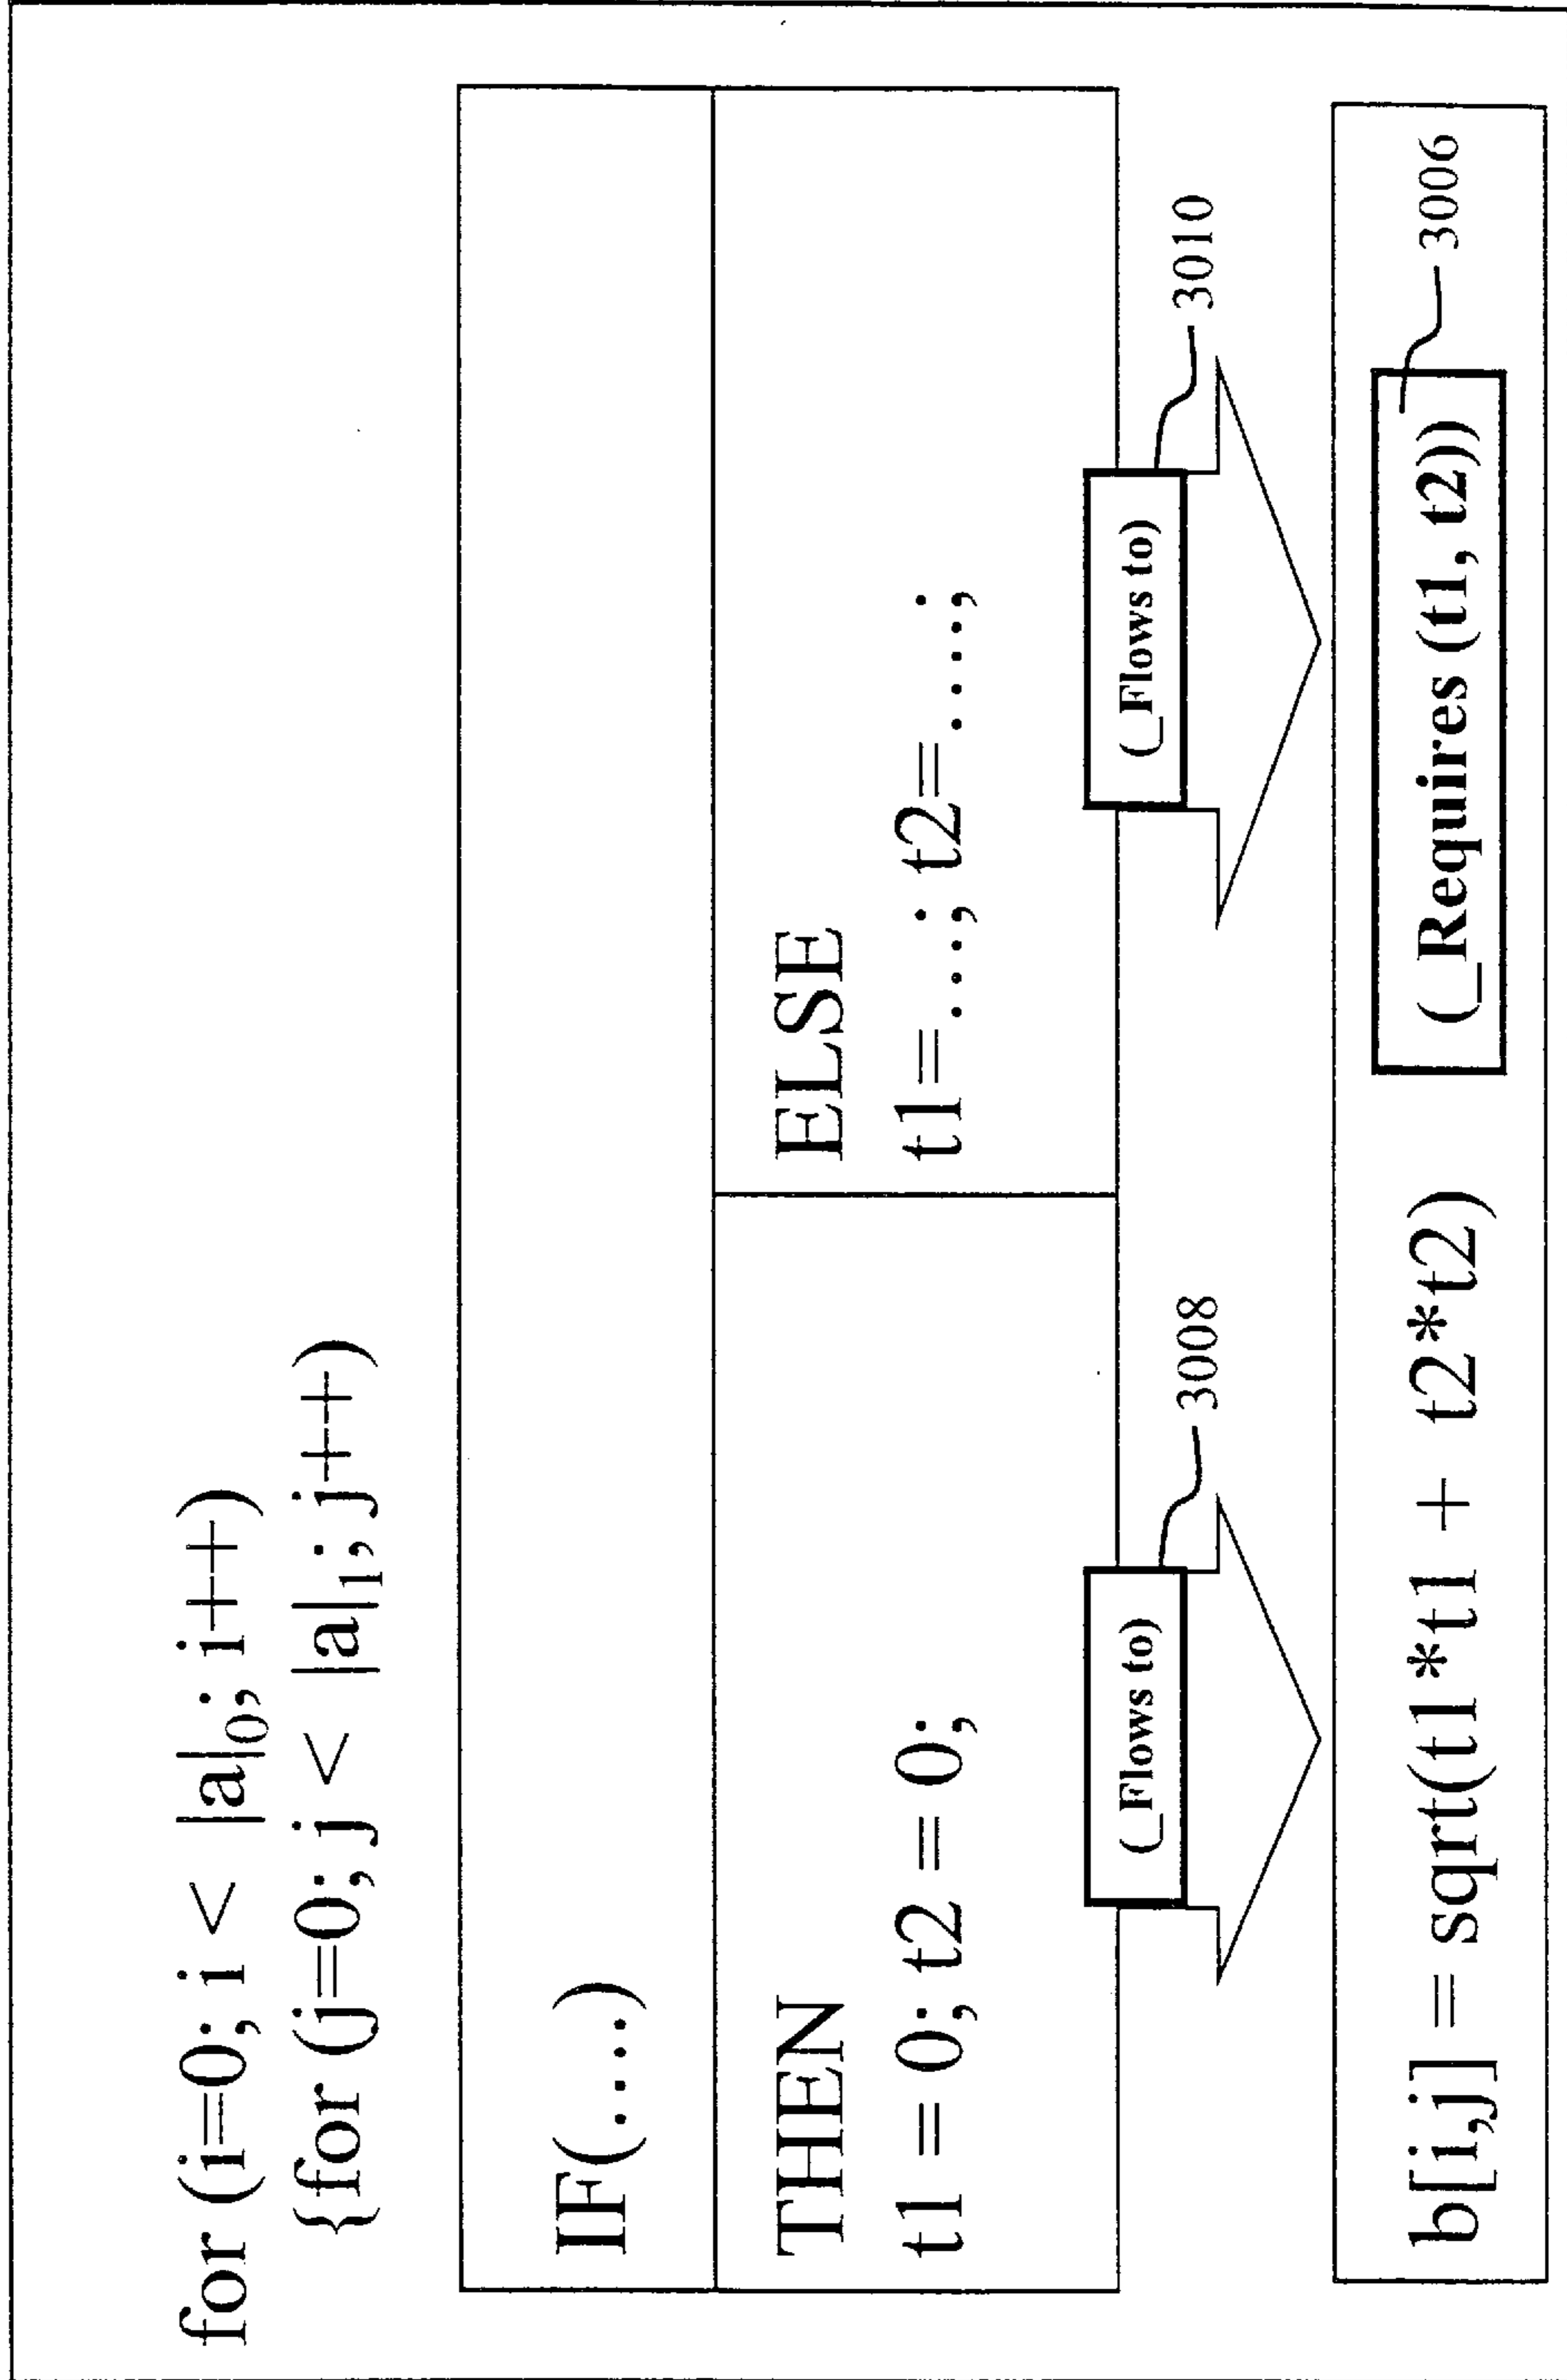 for (i=0; i < |a|₀; i++)
{for (j=0; j < |a|₁; j++)
IF(....)
THEN
t1 = 0; t2 = 0;
ELSE
t1=...; t2=....;
(_Flows to)
3008
(_Flows to)
3010
b[i,j] = sqrt(t1*t1 + t2*t2)
(_Requires (t1, t2))
3006